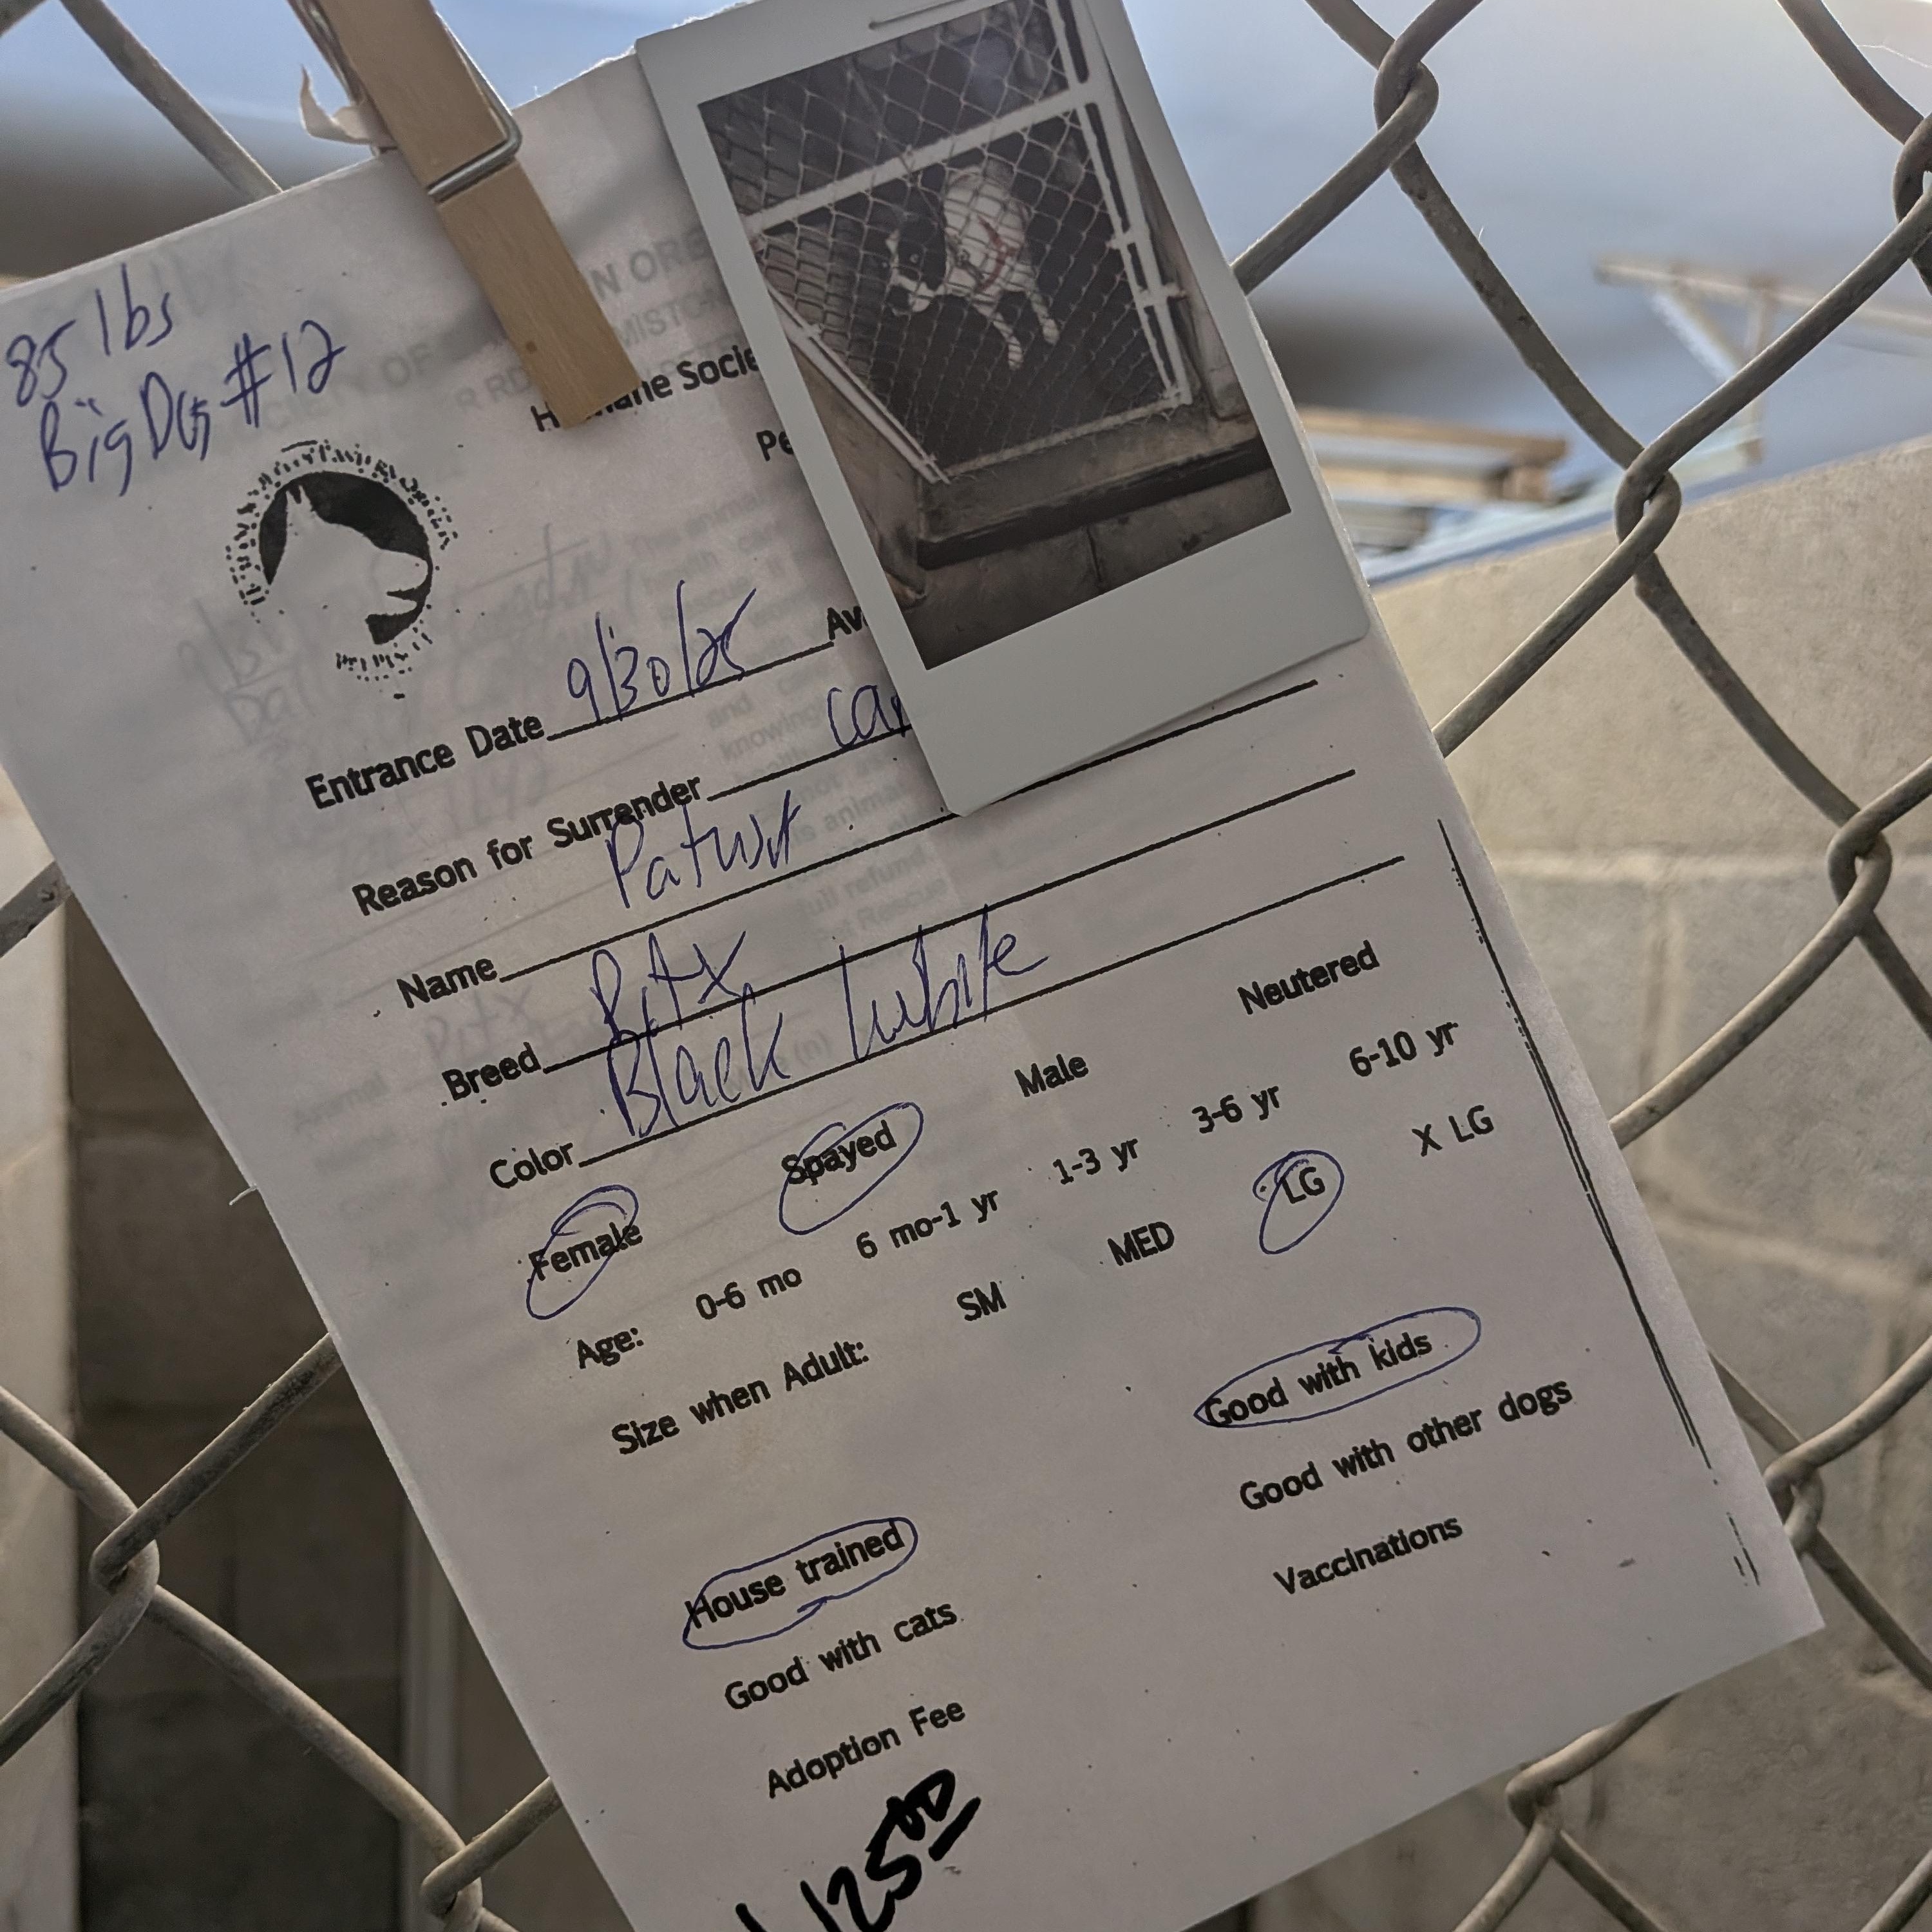 85 lbs
Big Dog #12
Humane Socie
Pe
Entrance Date 9/30/25 Av
Reason for Surrender
Name
Breed Pit x
Color Black White
Female Spayed Male Neutered
Age: 0-6 mo 6 mo-1 yr 1-3 yr 3-6 yr 6-10 yr
Size when Adult: SM MED LG X LG
House trained Good with kids
Good with cats Good with other dogs
Adoption Fee Vaccinations
125.00